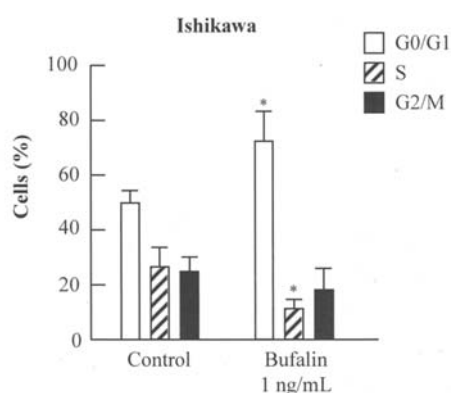 Ishikawa
G0/G1
S
G2/M
100
80
60
40
20
0
Cells (%)
*
*
Control
Bufalin
1 ng/mL